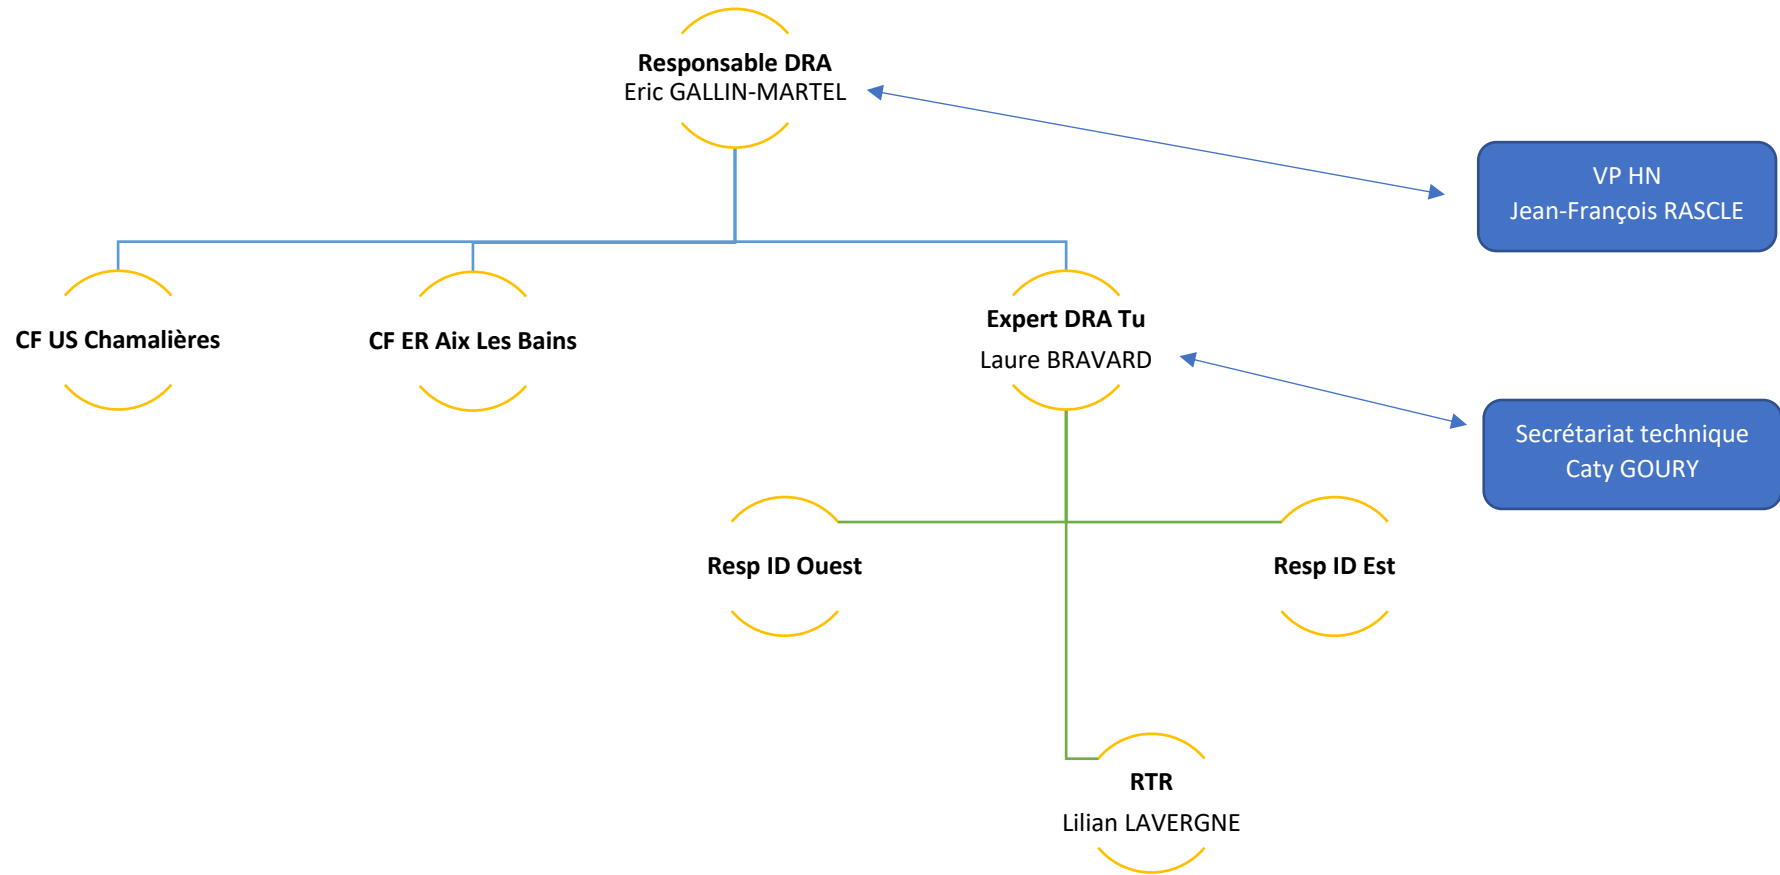 Responsable DRA
Eric GALLIN-MARTEL
VP HN
Jean-François RASCLE
CF US Chamalières
CF ER Aix Les Bains
Expert DRA Tu
Laure BRAVARD
Secrétariat technique
Caty GOURY
Resp ID Ouest
Resp ID Est
RTR
Lilian LAVERGNE